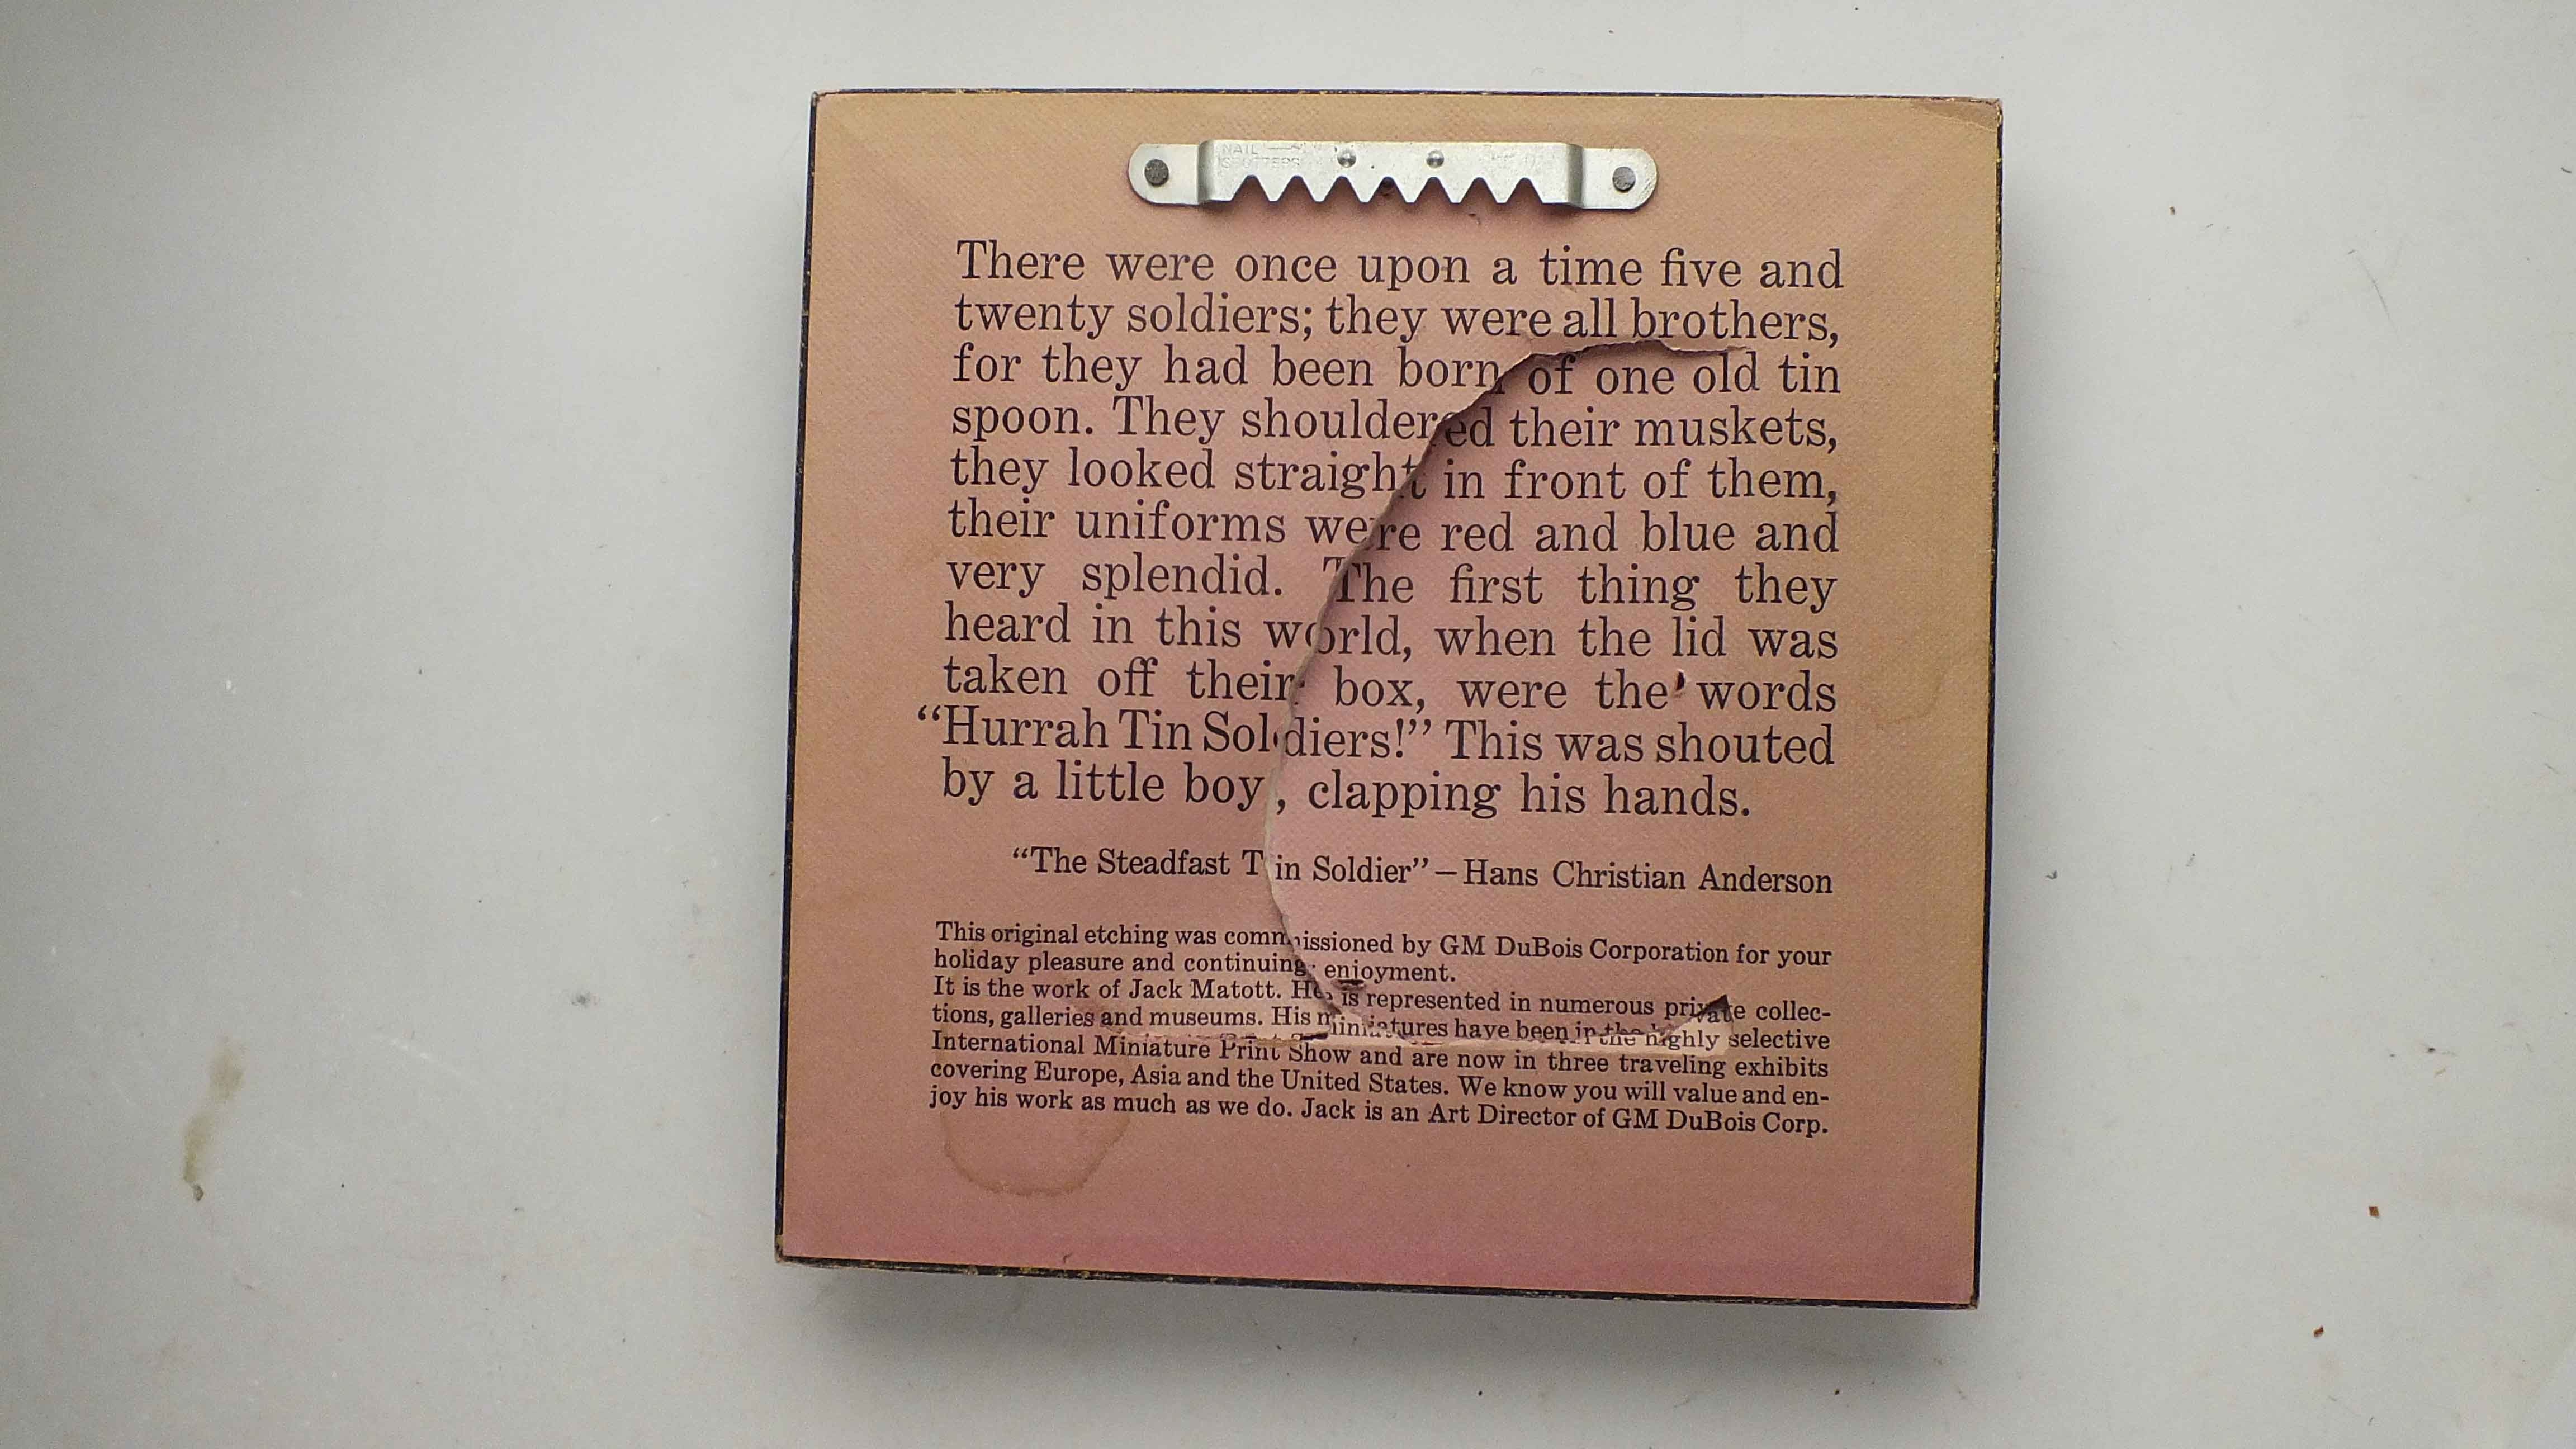 NAIL
There were once upon a time five and
twenty soldiers; they were all brothers,
for they had been born of one old tin
spoon. They shouldered their muskets,
they looked straight in front of them,
their uniforms were red and blue and
very splendid. The first thing they
heard in this world, when the lid was
taken off their box, were the words
“Hurrah Tin Soldiers!” This was shouted
by a little boy, clapping his hands.
“The Steadfast Tin Soldier”—Hans Christian Anderson
This original etching was commissioned by GM DuBois Corporation for your
holiday pleasure and continuing enjoyment.
It is the work of Jack Matott. He is represented in numerous private collec-
tions, galleries and museums. His miniatures have been in the highly selective
International Miniature Print Show and are now in three traveling exhibits
covering Europe, Asia and the United States. We know you will value and en-
joy his work as much as we do. Jack is an Art Director of GM DuBois Corp.